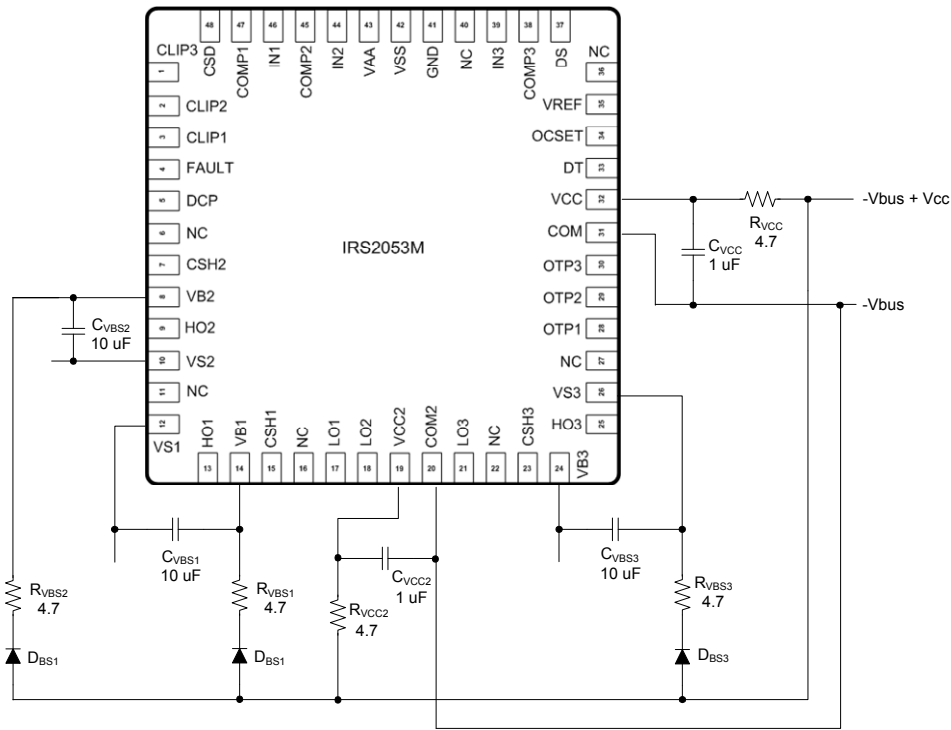 48 47 46 45 44 43 42 41 40 39 38 37
CLIP3 CSD COMP1 IN1 COMP2 IN2 VAA VSS GND NC IN3 COMP3 DS NC
1 36
2 CLIP2 VREF 35
3 CLIP1 OCSET 34
4 FAULT DT 33
5 DCP VCC 32
-Vbus + Vcc
RVCC
4.7
6 NC COM 31
IRS2053M
CVCC
1 uF
7 CSH2 OTP3 30
8 VB2 OTP2 29
-Vbus
CVBS2
10 uF
9 HO2 OTP1 28
10 VS2 NC 27
11 NC VS3 26
12 HO3 25
VS1 HO1 VB1 CSH1 NC LO1 LO2 VCC2 COM2 LO3 NC CSH3 VB3
13 14 15 16 17 18 19 20 21 22 23 24
CVBS1
10 uF
CVCC2
1 uF
CVBS3
10 uF
RVBS2
4.7
RVBS1
4.7
RVCC2
4.7
RVBS3
4.7
DBS1
DBS1
DBS3